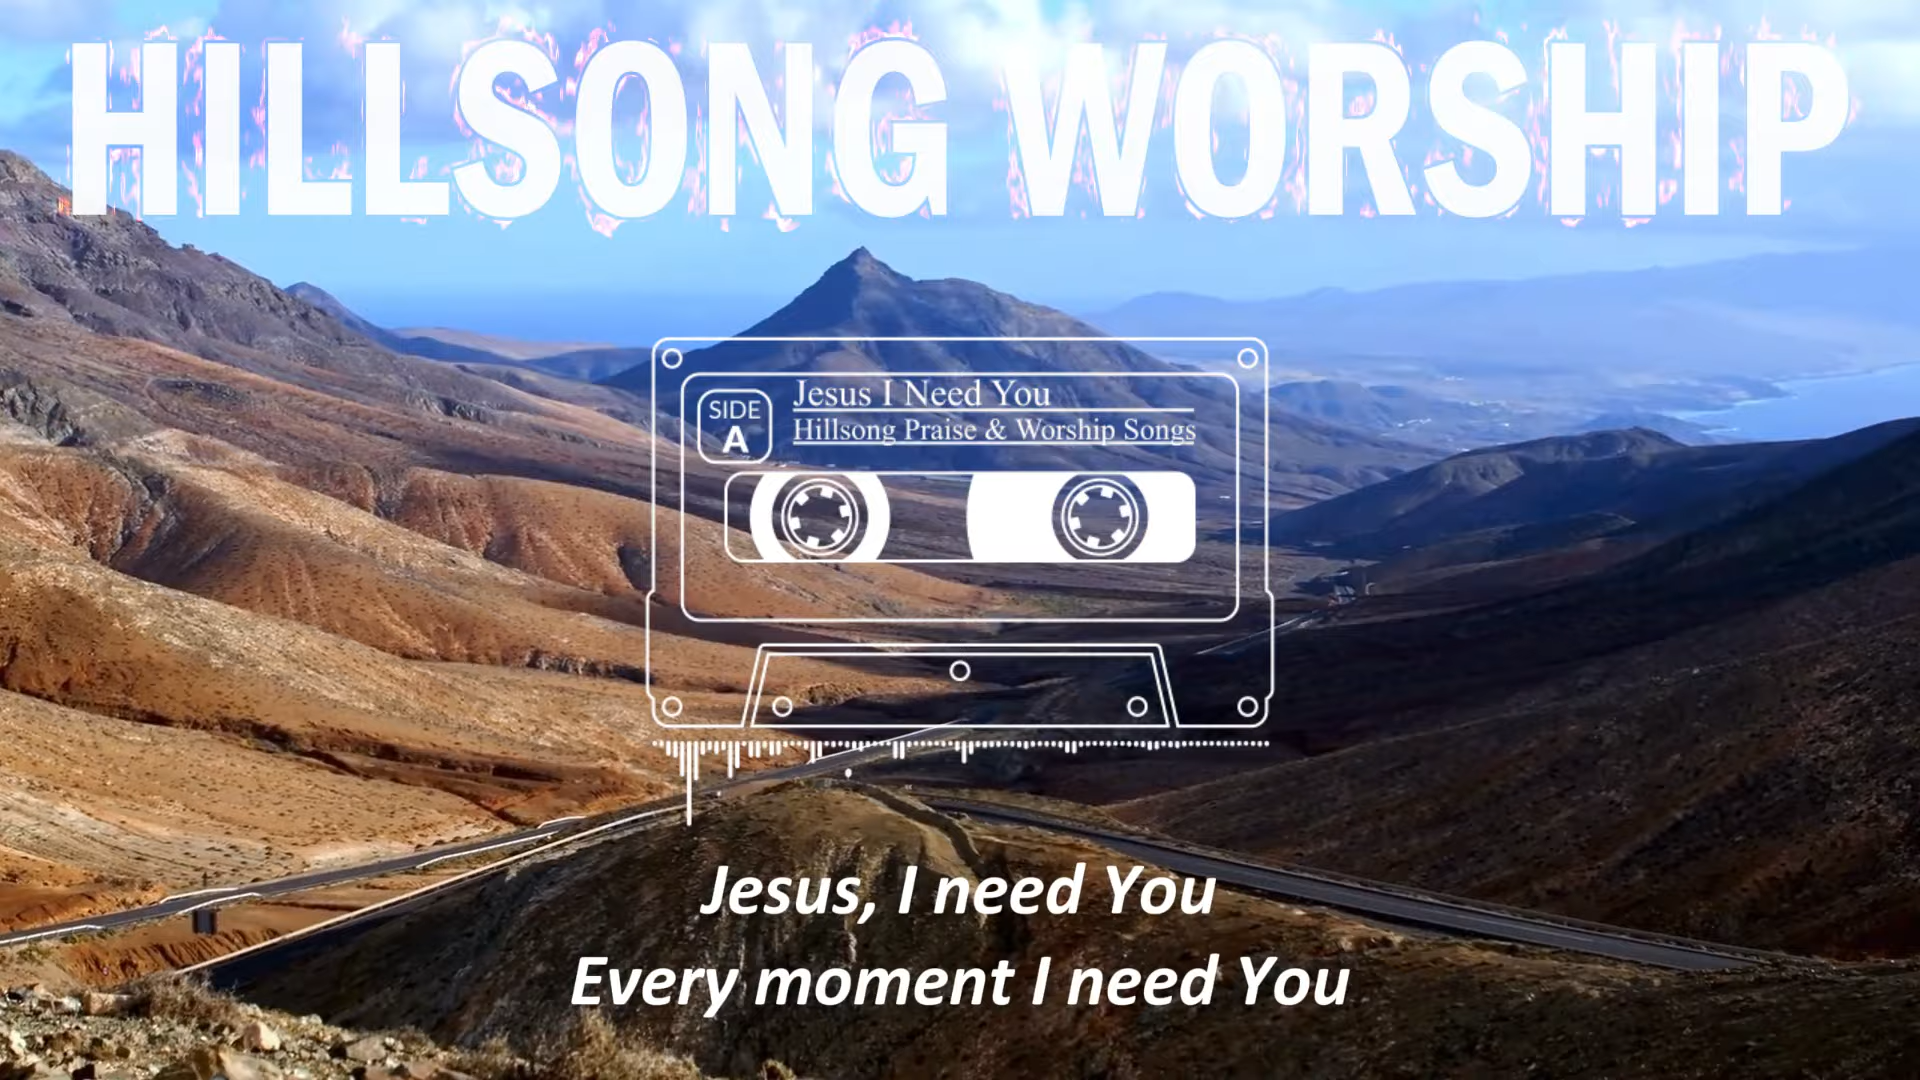 HILLSONG WORSHIP
SIDE
A
Jesus I Need You
Hillsong Praise & Worship Songs
Jesus, I need You
Every moment I need You